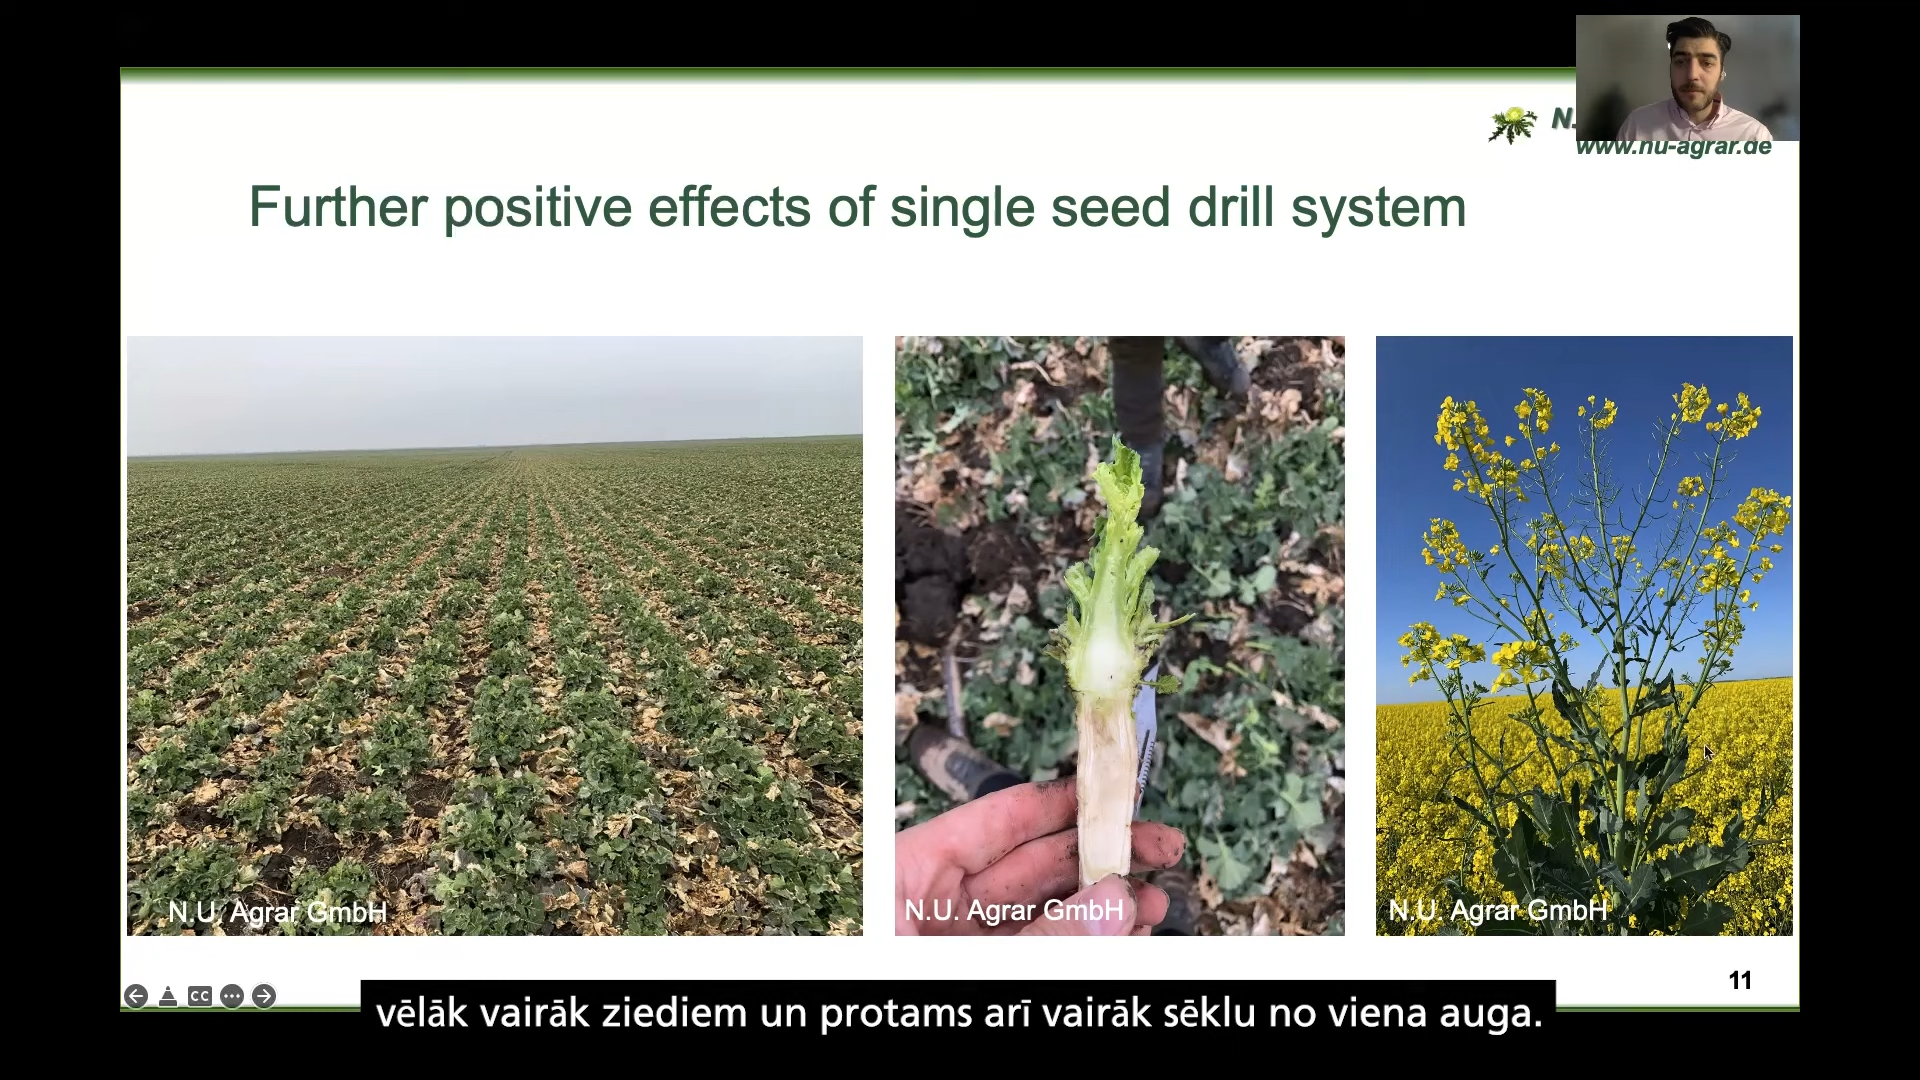 N.
www.nu-agrar.de
Further positive effects of single seed drill system
N.U. Agrar GmbH
N.U. Agrar GmbH
N.U. Agrar GmbH
11
CC
vēlāk vairāk ziediem un protams arī vairāk sēklu no viena auga.